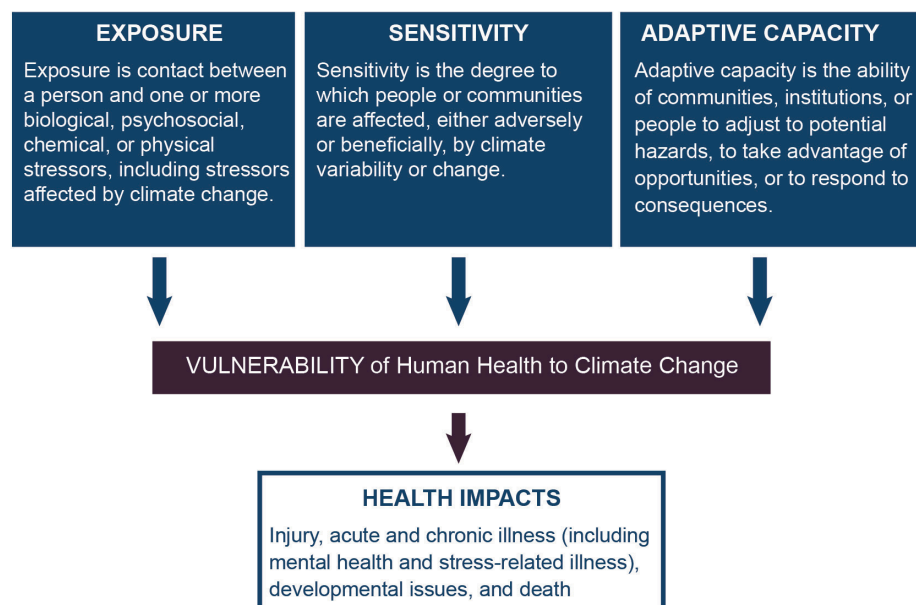 EXPOSURE
Exposure is contact between
a person and one or more
biological, psychosocial,
chemical, or physical
stressors, including stressors
affected by climate change.
SENSITIVITY
Sensitivity is the degree to
which people or communities
are affected, either adversely
or beneficially, by climate
variability or change.
ADAPTIVE CAPACITY
Adaptive capacity is the ability
of communities, institutions, or
people to adjust to potential
hazards, to take advantage of
opportunities, or to respond to
consequences.
VULNERABILITY of Human Health to Climate Change
HEALTH IMPACTS
Injury, acute and chronic illness (including
mental health and stress-related illness),
developmental issues, and death